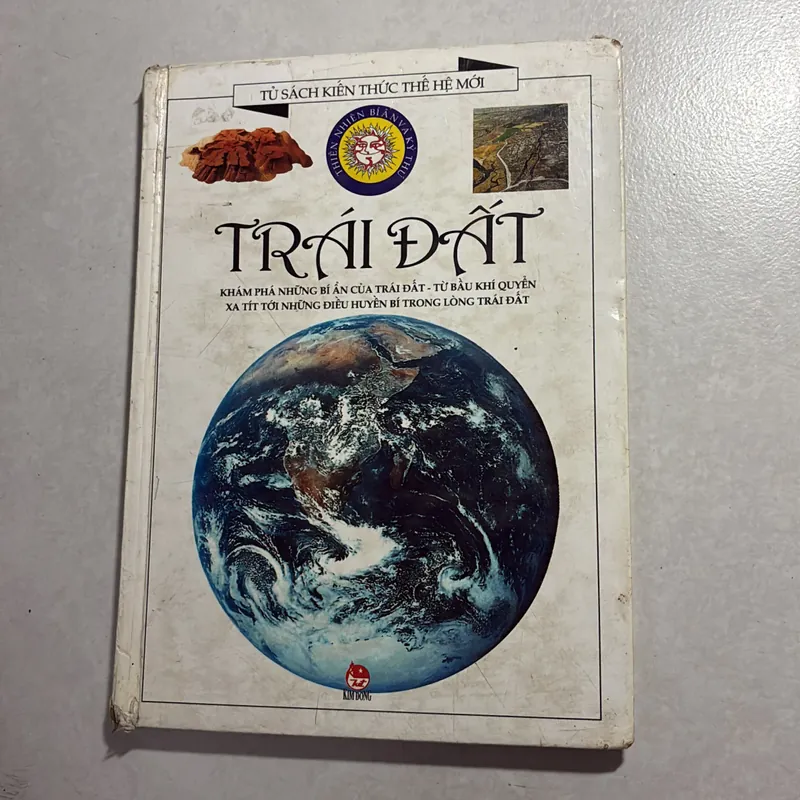 TỦ SÁCH KIẾN THỨC THẾ HỆ MỚI
THIÊN NHIÊN BÍ ẨN VÀ KỲ THÚ
TRÁI ĐẤT
KHÁM PHÁ NHỮNG BÍ ẨN CỦA TRÁI ĐẤT - TỪ BẦU KHÍ QUYỂN
XA TÍT TỚI NHỮNG ĐIỀU HUYỀN BÍ TRONG LÒNG TRÁI ĐẤT
KIM ĐỒNG